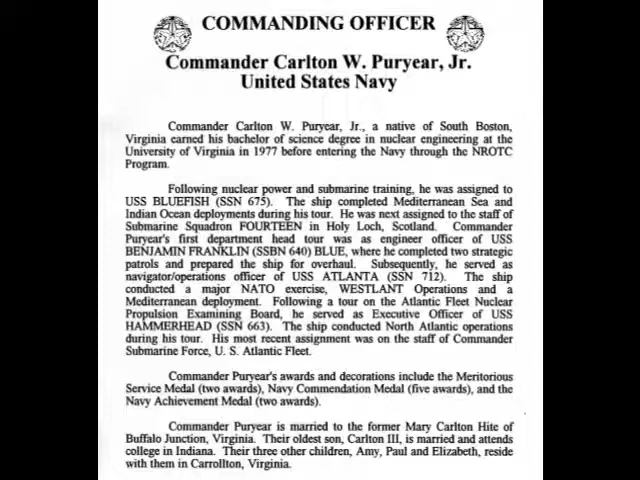 COMMANDING OFFICER
Commander Carlton W. Puryear, Jr.
United States Navy
Commander Carlton W. Puryear, Jr., a native of South Boston,
Virginia earned his bachelor of science degree in nuclear engineering at the
University of Virginia in 1977 before entering the Navy through the NROTC
Program.
Following nuclear power and submarine training, he was assigned to
USS BLUEFISH (SSN 675). The ship completed Mediterranean Sea and
Indian Ocean deployments during his tour. He was next assigned to the staff of
Submarine Squadron FOURTEEN in Holy Loch, Scotland. Commander
Puryear's first department head tour was as engineer officer of USS
BENJAMIN FRANKLIN (SSBN 640) BLUE, where he completed two strategic
patrols and prepared the ship for overhaul. Subsequently, he served as
navigator/operations officer of USS ATLANTA (SSN 712). The ship
conducted a major NATO exercise, WESTLANT Operations and a
Mediterranean deployment. Following a tour on the Atlantic Fleet Nuclear
Propulsion Examining Board, he served as Executive Officer of USS
HAMMERHEAD (SSN 663). The ship conducted North Atlantic operations
during his tour. His most recent assignment was on the staff of Commander
Submarine Force, U. S. Atlantic Fleet.
Commander Puryear's awards and decorations include the Meritorious
Service Medal (two awards), Navy Commendation Medal (five awards), and the
Navy Achievement Medal (two awards).
Commander Puryear is married to the former Mary Carlton Hite of
Buffalo Junction, Virginia. Their oldest son, Carlton III, is married and attends
college in Indiana. Their three other children, Amy, Paul and Elizabeth, reside
with them in Carrollton, Virginia.